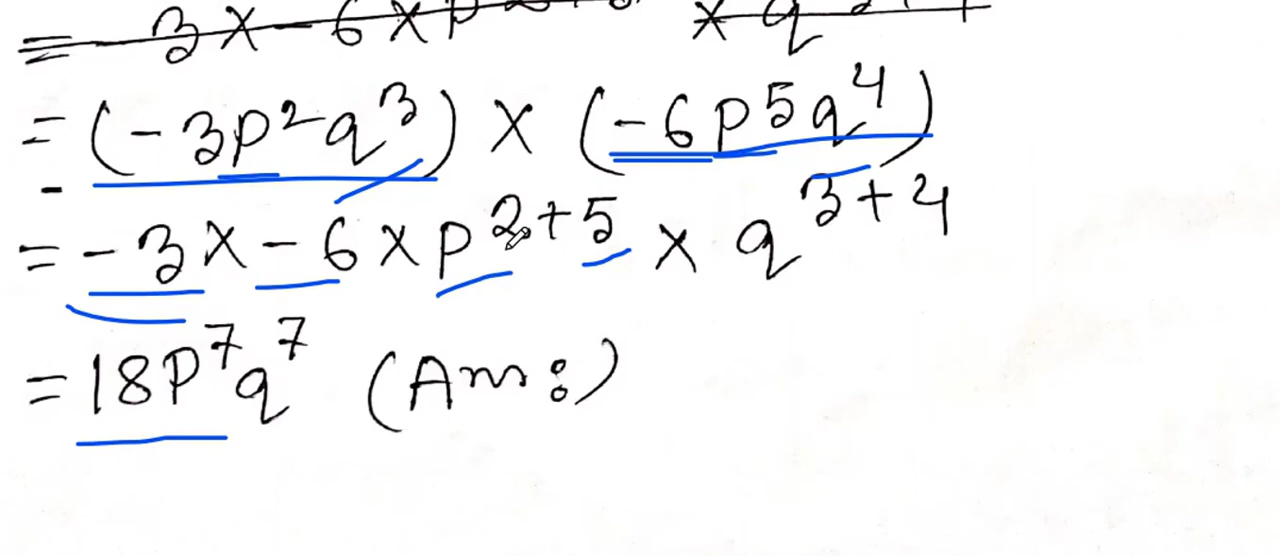 = (-3p²q³) × (-6p⁵q⁴)
= -3 × -6 × p²⁺⁵ × q³⁺⁴
= 18P⁷q⁷ (Ans:)